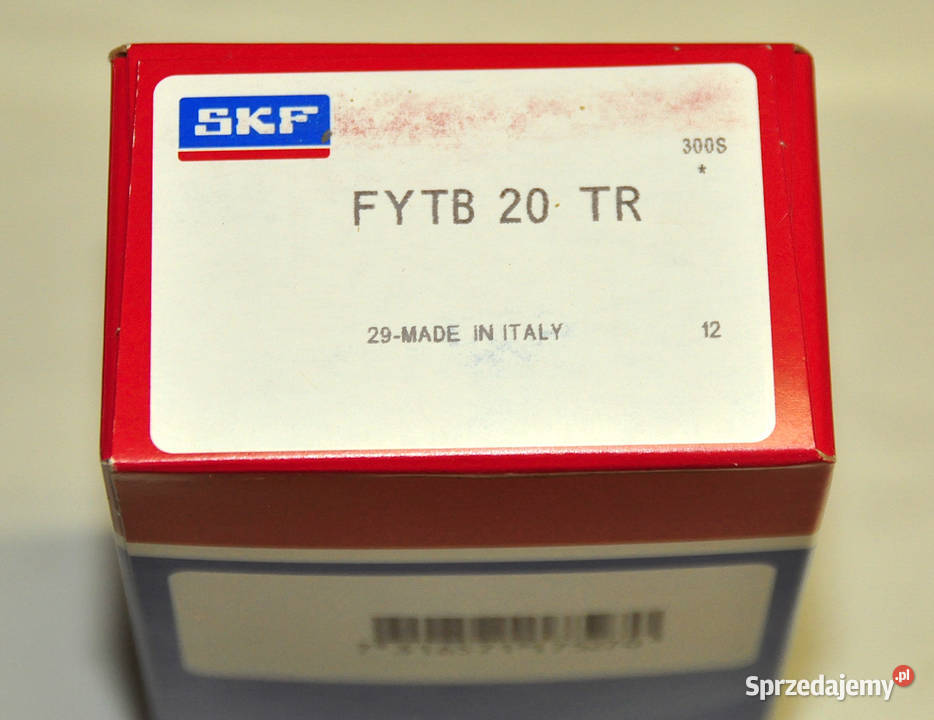 SKF
300S
*
FYTB 20 TR
29-MADE IN ITALY
12
Sprzedajemy.pl